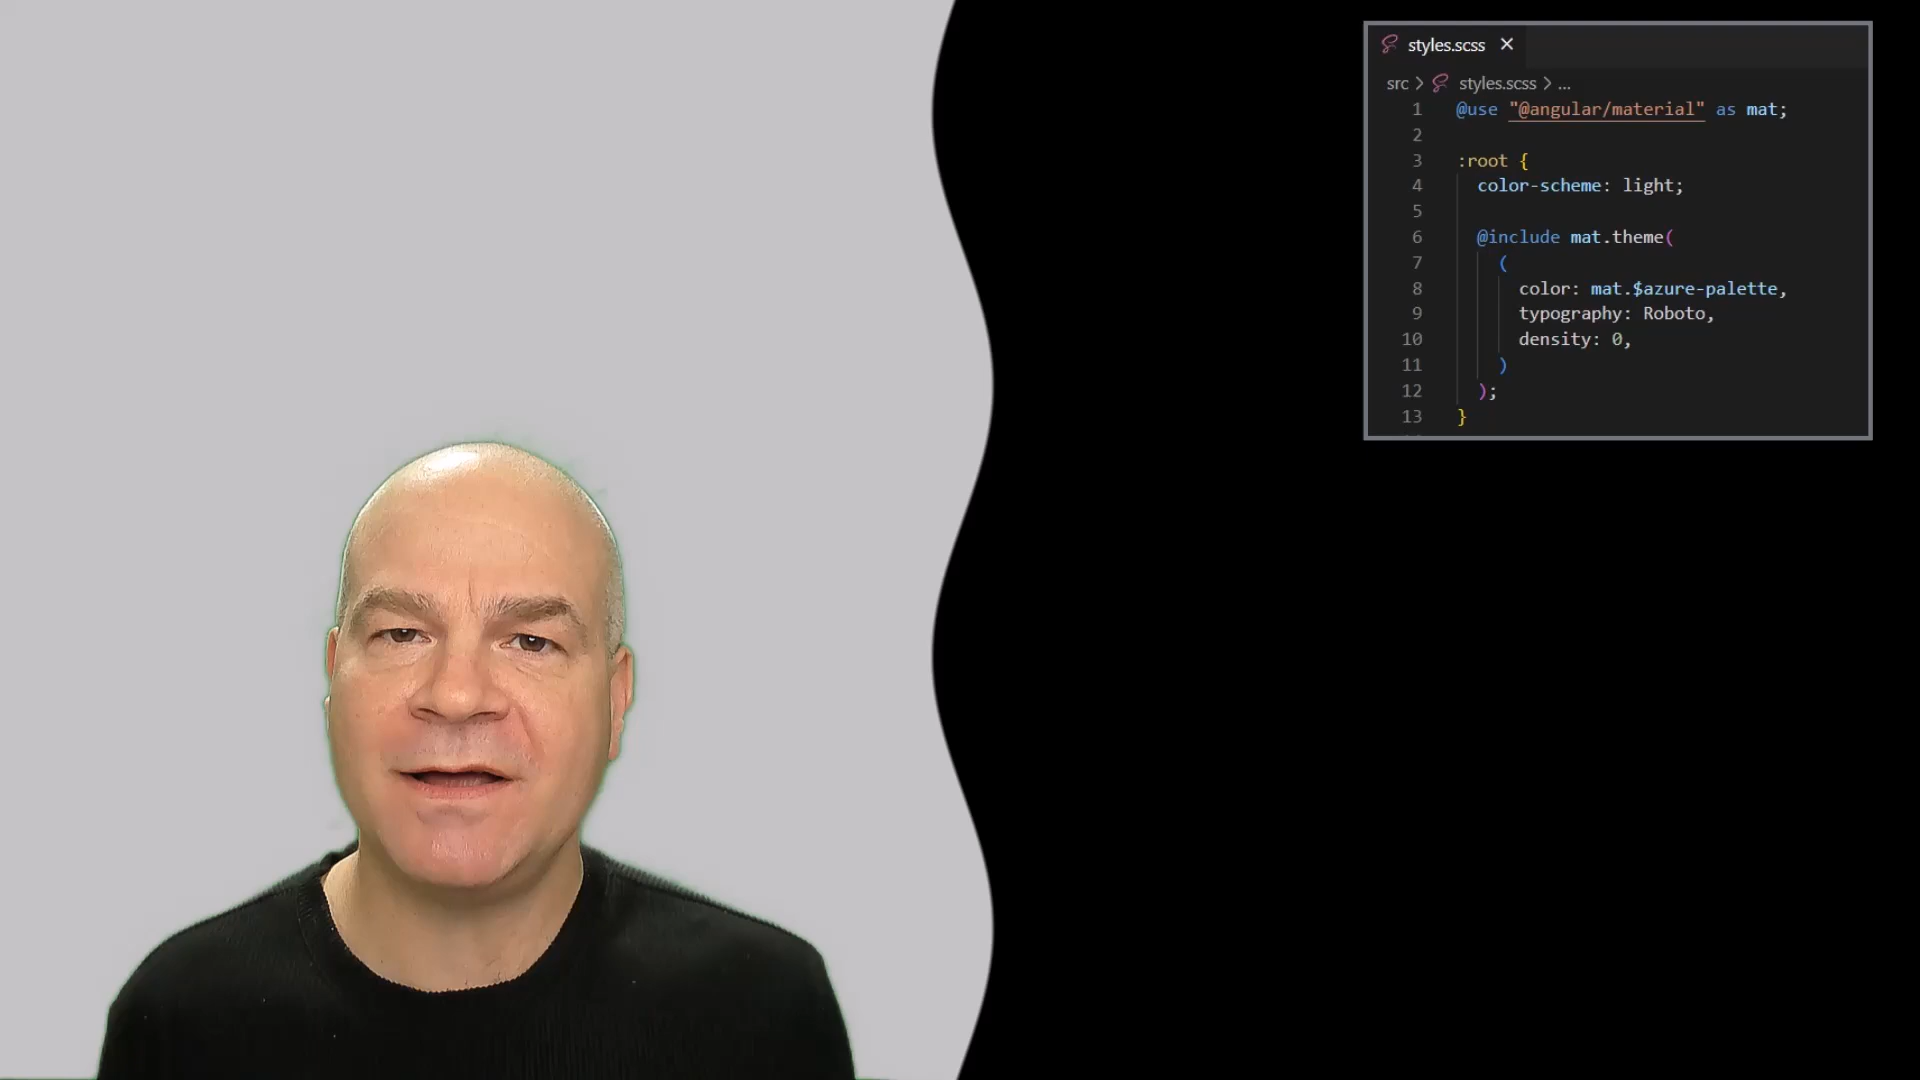 styles.scss ×
src > styles.scss > ...
1 @use "@angular/material" as mat;
2
3 :root {
4 color-scheme: light;
5
6 @include mat.theme(
7 (
8 color: mat.$azure-palette,
9 typography: Roboto,
10 density: 0,
11 )
12 );
13 }